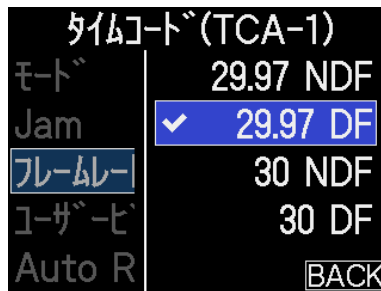 タイムコード(TCA-1)
モード
29.97 NDF
Jam
29.97 DF
フレームレー
30 NDF
ユーザービ
30 DF
Auto R
BACK